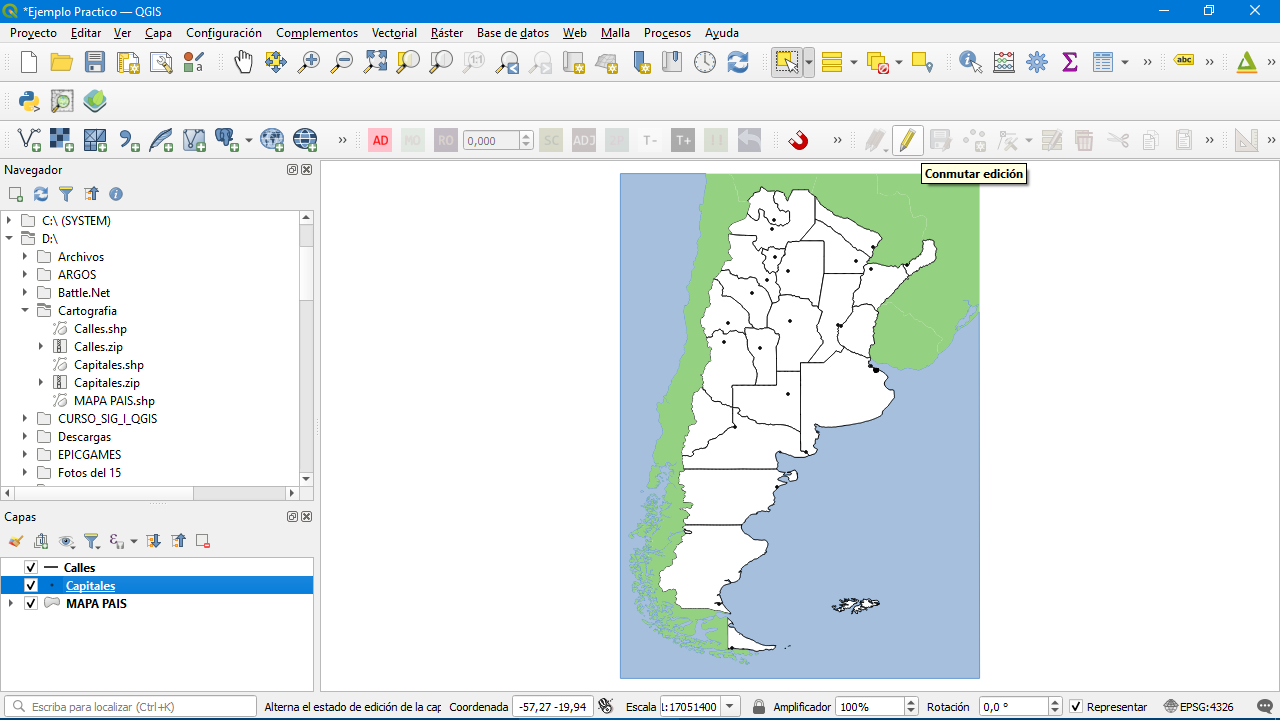 *Ejemplo Practico — QGIS
Proyecto Editar Ver Capa Configuración Complementos Vectorial Ráster Base de datos Web Malla Procesos Ayuda
1:1 abc
AD MO RO 0,000 SC ADJ T- T+
Conmutar edición
Navegador
C:\ (SYSTEM)
D:\
Archivos
ARGOS
Battle.Net
Cartografia
Calles.shp
Calles.zip
Capitales.shp
Capitales.zip
MAPA PAIS.shp
CURSO_SIG_I_QGIS
Descargas
EPICGAMES
Fotos del 15
Capas
Calles
Capitales
MAPA PAIS
Escriba para localizar (Ctrl+K) Alterna el estado de edición de la cap Coordenada -57,27 -19,94 Escala 1:17051400 Amplificador 100% Rotación 0,0 ° Representar EPSG:4326